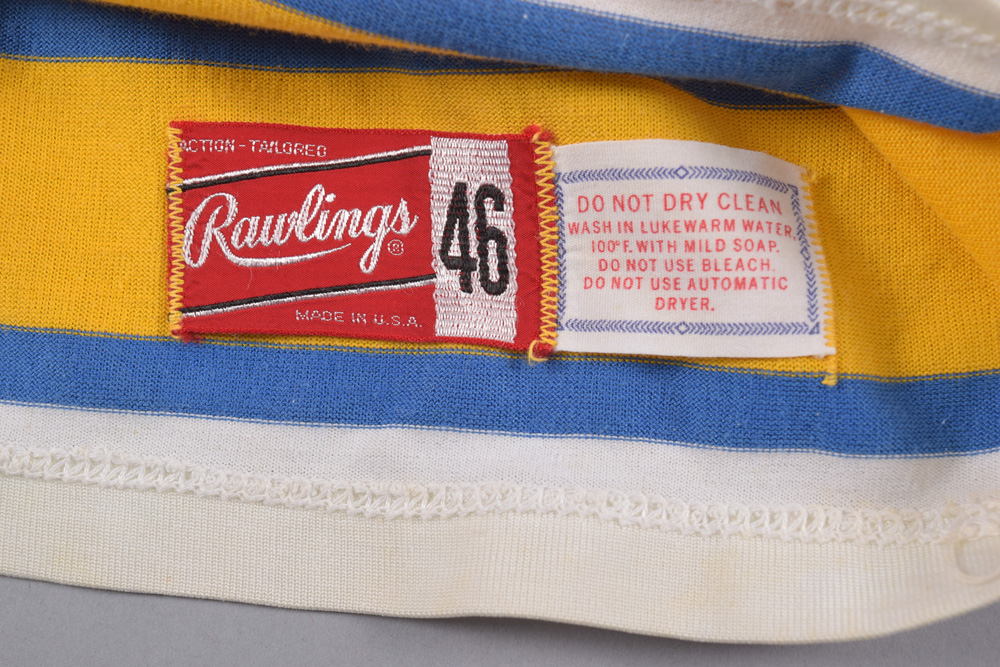 ACTION-TAILORED
Rawlings®
46
MADE IN U.S.A.
DO NOT DRY CLEAN
WASH IN LUKEWARM WATER,
100°F. WITH MILD SOAP.
DO NOT USE BLEACH.
DO NOT USE AUTOMATIC
DRYER.